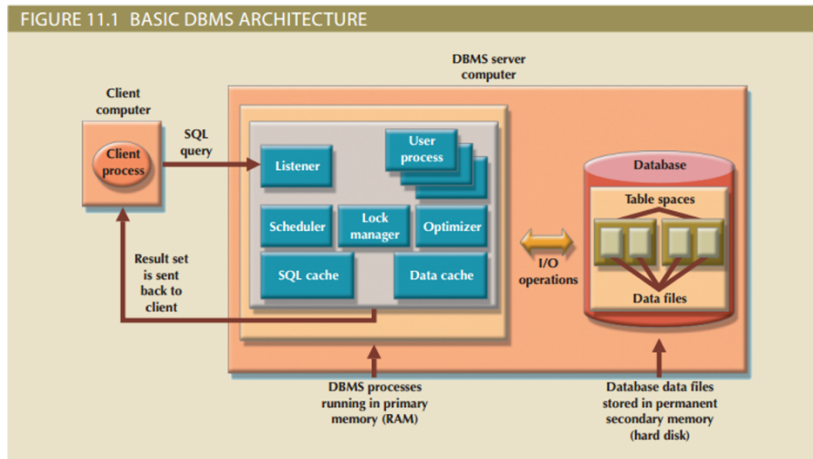 FIGURE 11.1 BASIC DBMS ARCHITECTURE
DBMS server
computer
Client
computer
SQL
query
Client
process
Listener
User
process
Database
Table spaces
Scheduler
Lock
manager
Optimizer
SQL cache
Data cache
I/O
operations
Data files
Result set
is sent
back to
client
DBMS processes
running in primary
memory (RAM)
Database data files
stored in permanent
secondary memory
(hard disk)